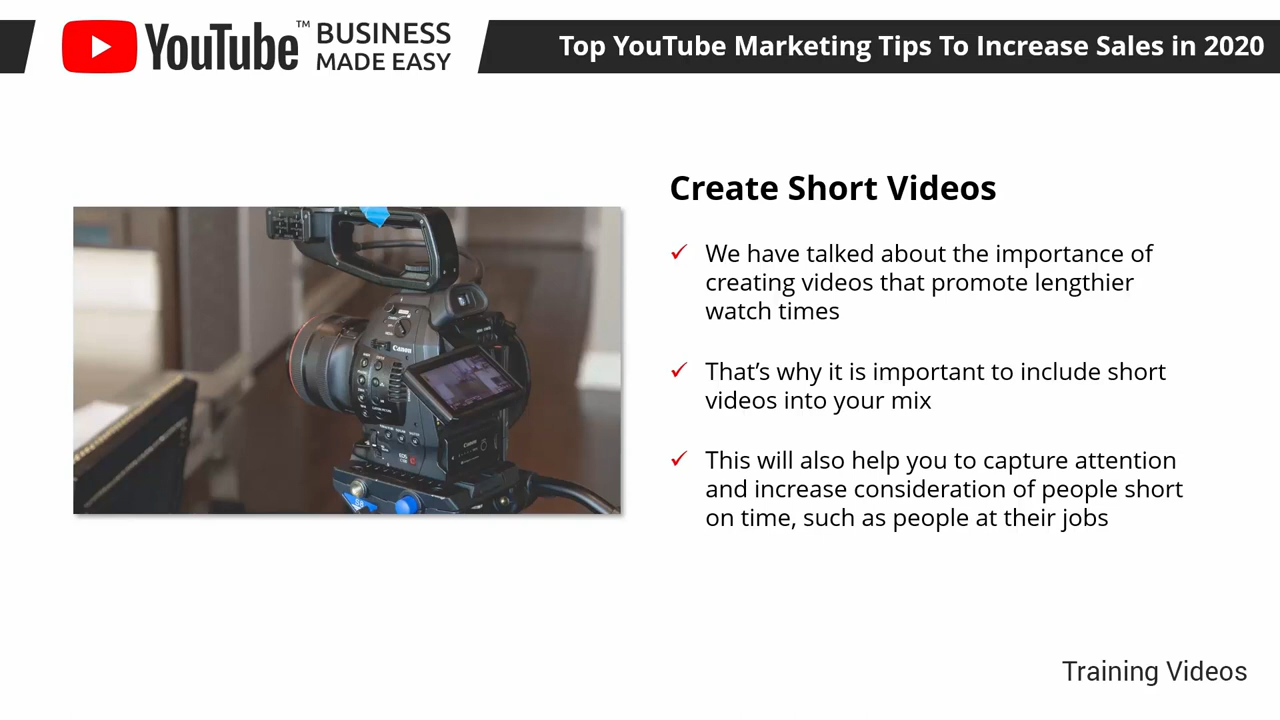 YouTube™ BUSINESS
MADE EASY
Top YouTube Marketing Tips To Increase Sales in 2020
Create Short Videos
✓ We have talked about the importance of
creating videos that promote lengthier
watch times
✓ That’s why it is important to include short
videos into your mix
✓ This will also help you to capture attention
and increase consideration of people short
on time, such as people at their jobs
Canon
Canon
EOS
Training Videos